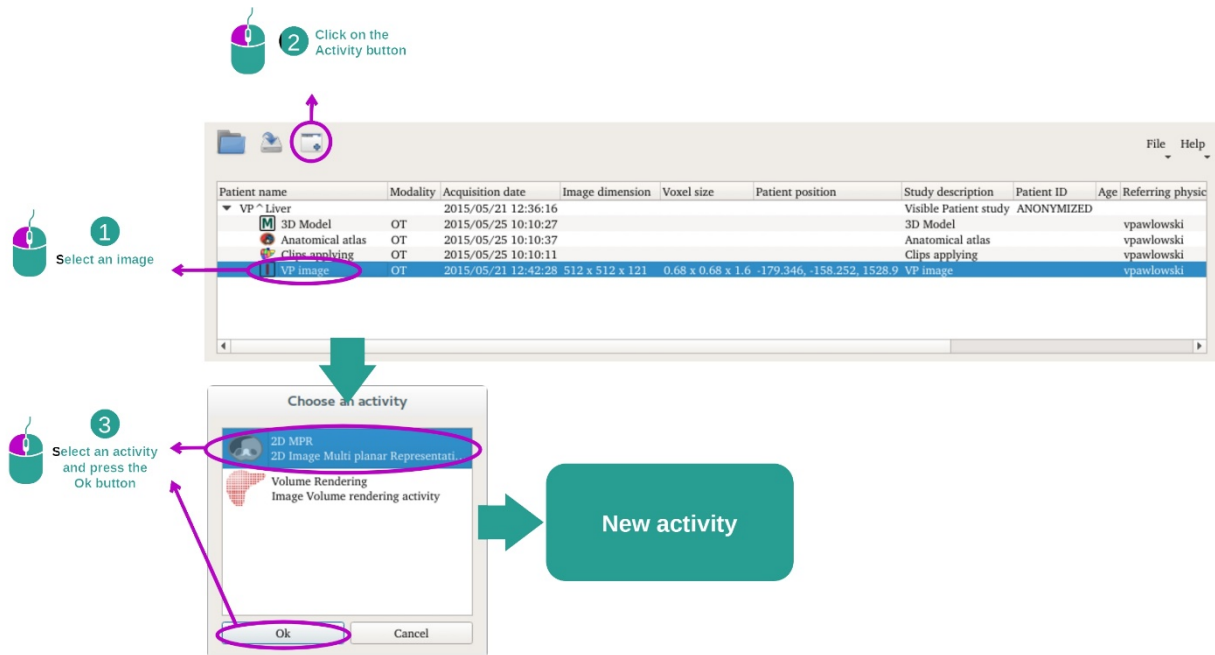 2 Click on the
Activity button
File Help
Patient name Modality Acquisition date Image dimension Voxel size Patient position Study description Patient ID Age Referring physic
VP^Liver 2015/05/21 12:36:16 Visible Patient study ANONYMIZED
M 3D Model OT 2015/05/25 10:10:27 3D Model vpawlowski
Anatomical atlas OT 2015/05/25 10:10:37 Anatomical atlas vpawlowski
Clips applying OT 2015/05/25 10:10:11 Clips applying vpawlowski
I VP image OT 2015/05/21 12:42:28 512 x 512 x 121 0.68 x 0.68 x 1.6 -179.346, -158.252, 1528.9 VP image vpawlowski
1
Select an image
Choose an activity
2D MPR
2D Image Multi planar Representati..
Volume Rendering
Image Volume rendering activity
Ok Cancel
3
Select an activity
and press the
Ok button
New activity